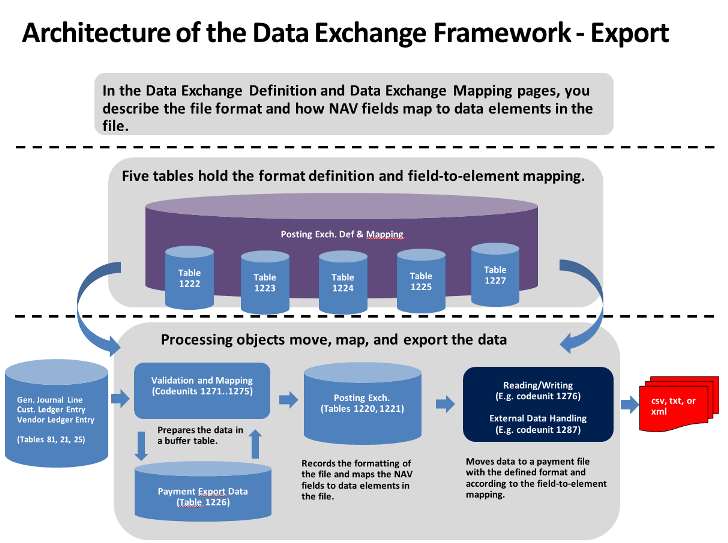 Architecture of the Data Exchange Framework - Export
In the Data Exchange Definition and Data Exchange Mapping pages, you
describe the file format and how NAV fields map to data elements in the
file.
Five tables hold the format definition and field-to-element mapping.
Posting Exch. Def & Mapping
Table
1222
Table
1223
Table
1224
Table
1225
Table
1227
Processing objects move, map, and export the data
Gen. Journal Line
Cust. Ledger Entry
Vendor Ledger Entry
(Tables 81, 21, 25)
Validation and Mapping
(Codeunits 1271..1275)
Prepares the data in
a buffer table.
Payment Export Data
(Table 1226)
Posting Exch.
(Tables 1220, 1221)
Records the formatting of
the file and maps the NAV
fields to data elements in
the file.
Reading/Writing
(E.g. codeunit 1276)
External Data Handling
(E.g. codeunit 1287)
Moves data to a payment file
with the defined format and
according to the field-to-element
mapping.
csv, txt, or
xml